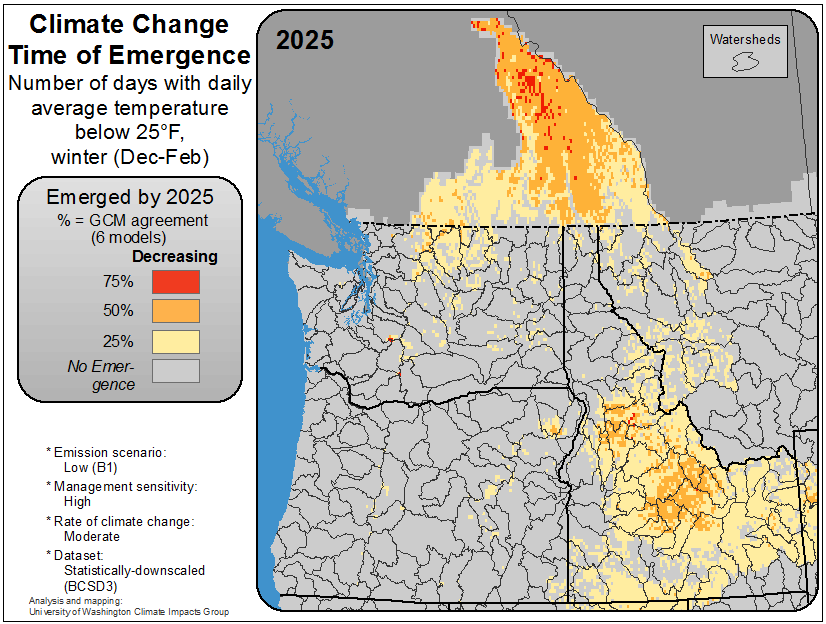 Climate Change
Time of Emergence
Number of days with daily
average temperature
below 25°F,
winter (Dec-Feb)
Emerged by 2025
% = GCM agreement
(6 models)
Decreasing
75%
50%
25%
No Emer-
gence
* Emission scenario:
Low (B1)
* Management sensitivity:
High
* Rate of climate change:
Moderate
* Dataset:
Statistically-downscaled
(BCSD3)
Analysis and mapping:
University of Washington Climate Impacts Group
2025
Watersheds